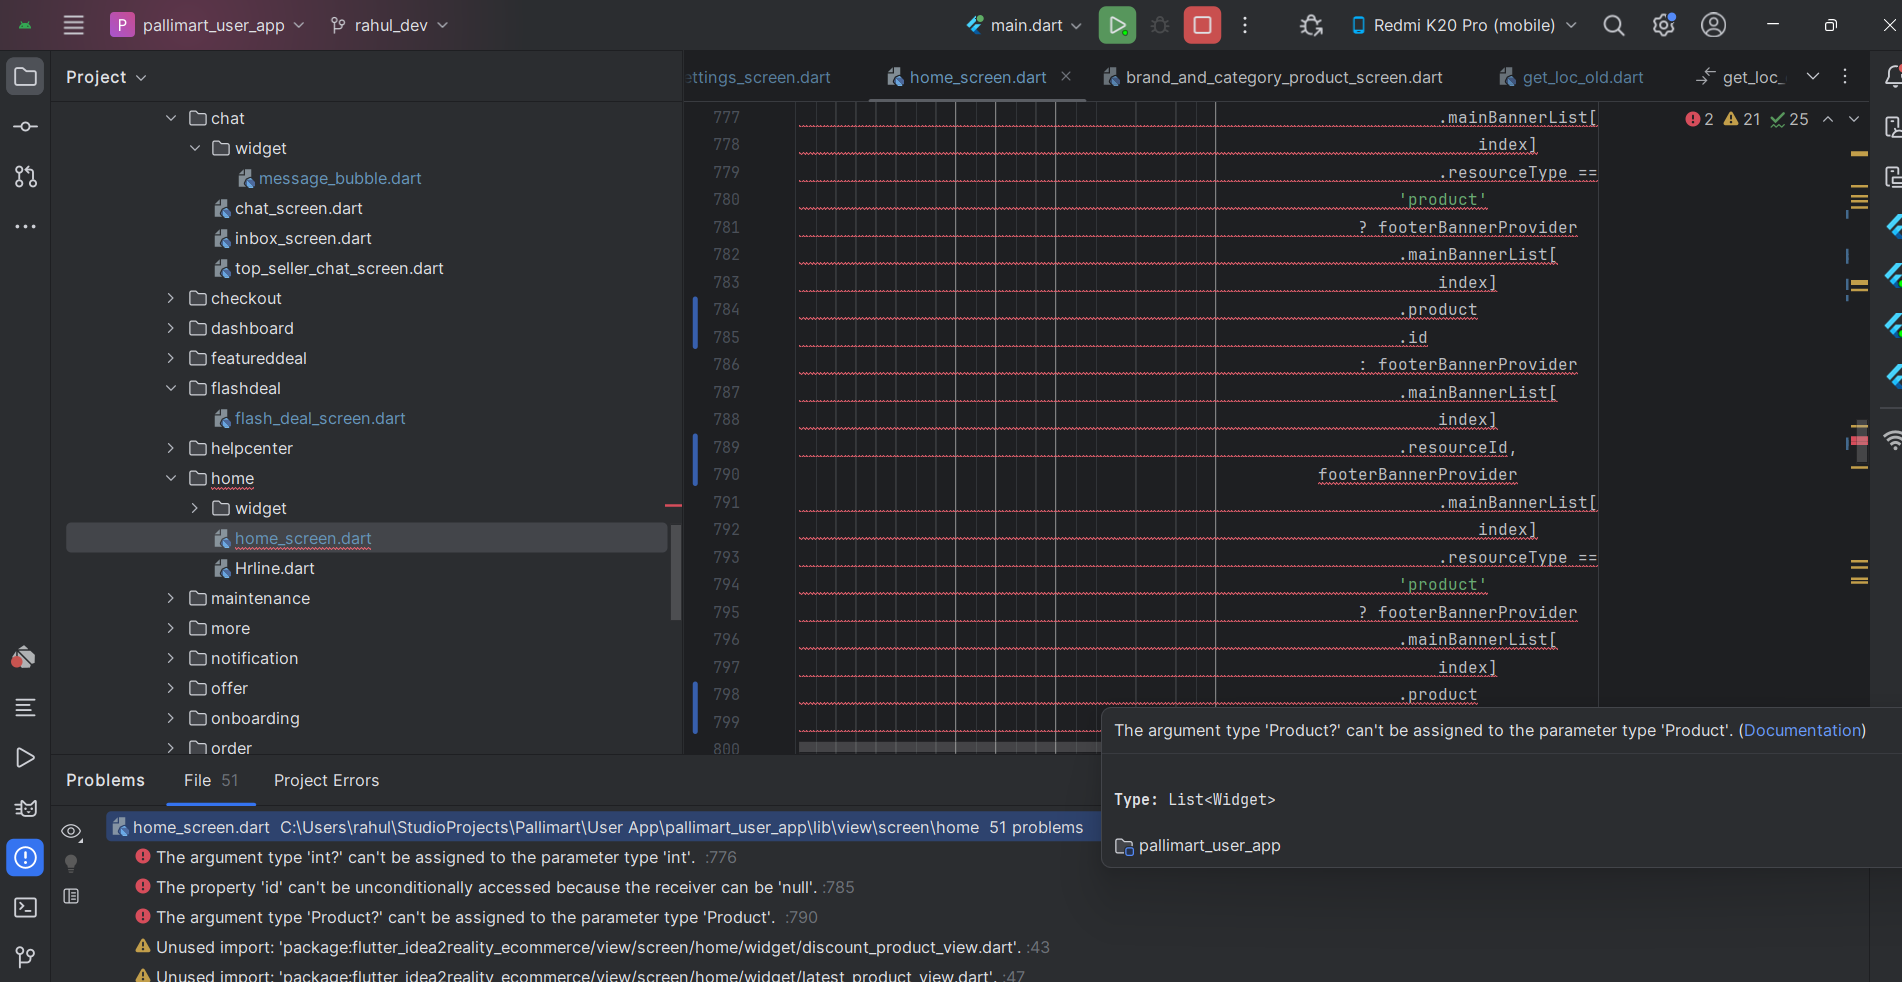 P pallimart_user_app rahul_dev main.dart Redmi K20 Pro (mobile)
Project
ettings_screen.dart home_screen.dart brand_and_category_product_screen.dart get_loc_old.dart get_loc_
chat
widget
message_bubble.dart
chat_screen.dart
inbox_screen.dart
top_seller_chat_screen.dart
checkout
dashboard
featureddeal
flashdeal
flash_deal_screen.dart
helpcenter
home
widget
home_screen.dart
Hrline.dart
maintenance
more
notification
offer
onboarding
order
2 21 25
777 .mainBannerList[
778 index]
779 .resourceType ==
780 'product'
781 ? footerBannerProvider
782 .mainBannerList[
783 index]
784 .product
785 .id
786 : footerBannerProvider
787 .mainBannerList[
788 index]
789 .resourceId,
790 footerBannerProvider
791 .mainBannerList[
792 index]
793 .resourceType ==
794 'product'
795 ? footerBannerProvider
796 .mainBannerList[
797 index]
798 .product
799
800
The argument type 'Product?' can't be assigned to the parameter type 'Product'. (Documentation)
Type: List<Widget>
pallimart_user_app
Problems File 51 Project Errors
home_screen.dart C:\Users\rahul\StudioProjects\Pallimart\User App\pallimart_user_app\lib\view\screen\home 51 problems
The argument type 'int?' can't be assigned to the parameter type 'int'. :776
The property 'id' can't be unconditionally accessed because the receiver can be 'null'. :785
The argument type 'Product?' can't be assigned to the parameter type 'Product'. :790
Unused import: 'package:flutter_idea2reality_ecommerce/view/screen/home/widget/discount_product_view.dart'. :43
Unused import: 'package:flutter_idea2reality_ecommerce/view/screen/home/widget/latest_product_view.dart'. :47